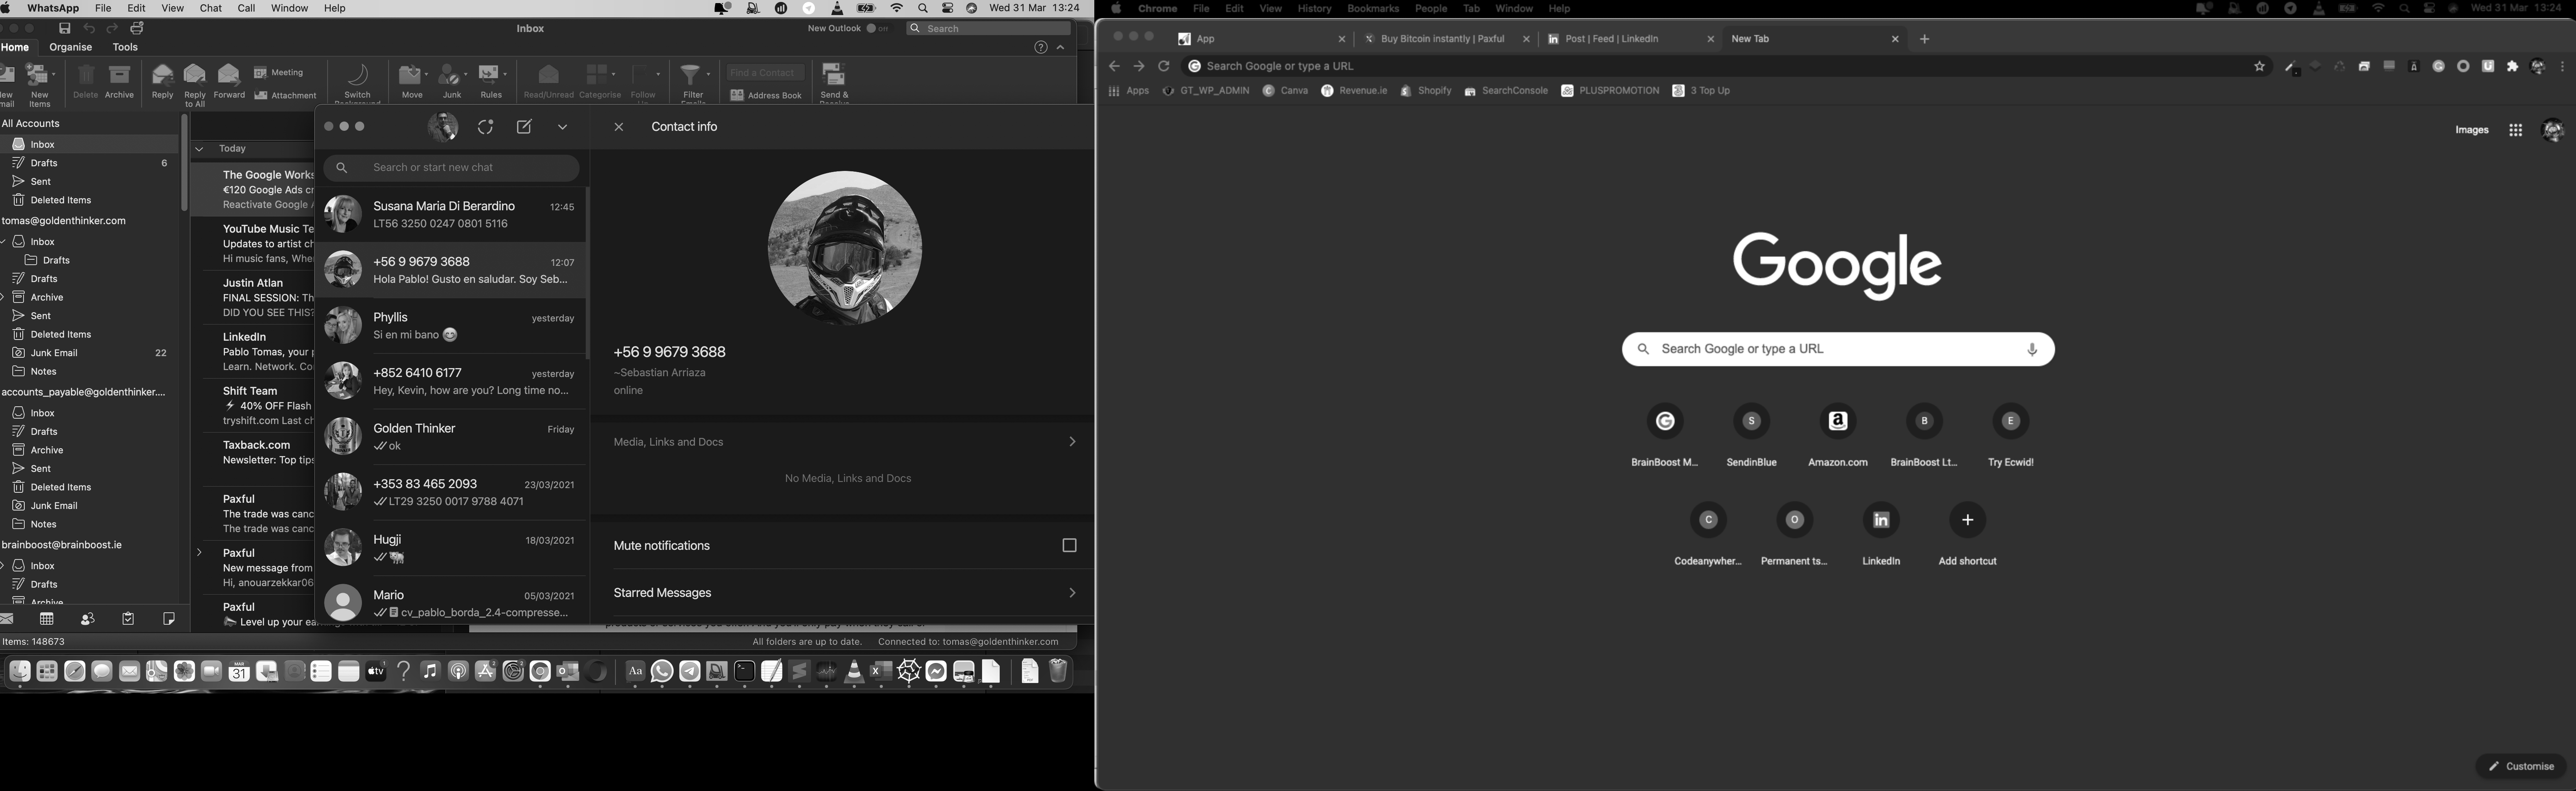 WhatsApp File Edit View Chat Call Window Help Wed 31 Mar 13:24
Inbox New Outlook Off Search
Home Organise Tools
New Items Delete Archive Reply Reply to All Forward Meeting Attachment Switch Move Junk Rules Read/Unread Categorise Follow Filter Find a Contact Address Book Send &
All Accounts
Inbox
Drafts 6
Sent
Deleted Items
tomas@goldenthinker.com
Inbox
Drafts
Drafts
Archive
Sent
Deleted Items
Junk Email 22
Notes
accounts_payable@goldenthinker....
Inbox
Drafts
Archive
Sent
Deleted Items
Junk Email
Notes
brainboost@brainboost.ie
Inbox
Drafts
Archive
Items: 148673
Today
The Google Works
€120 Google Ads cr
Reactivate Google A
YouTube Music Te
Updates to artist ch
Hi music fans, Whe
Justin Atlan
FINAL SESSION: Th
DID YOU SEE THIS?
LinkedIn
Pablo Tomas, your p
Learn. Network. Co
Shift Team
40% OFF Flash
tryshift.com Last ch
Taxback.com
Newsletter: Top tips
Paxful
The trade was canc
The trade was canc
Paxful
New message from
Hi, anouarzekkar06
Paxful
Level up your ea
All folders are up to date. Connected to: tomas@goldenthinker.com
Search or start new chat
Susana Maria Di Berardino 12:45
LT56 3250 0247 0801 5116
+56 9 9679 3688 12:07
Hola Pablo! Gusto en saludar. Soy Seb...
Phyllis yesterday
Si en mi bano 😊
+852 6410 6177 yesterday
Hey, Kevin, how are you? Long time no...
Golden Thinker Friday
ok
+353 83 465 2093 23/03/2021
LT29 3250 0017 9788 4071
Hugji 18/03/2021
Mario 05/03/2021
cv_pablo_borda_2.4-compresse...
Contact info
+56 9 9679 3688
~Sebastian Arriaza
online
Media, Links and Docs
No Media, Links and Docs
Mute notifications
Starred Messages
MAR
31
tv
Aa
Chrome File Edit View History Bookmarks People Tab Window Help Wed 31 Mar 13:24
App Buy Bitcoin instantly | Paxful Post | Feed | LinkedIn New Tab
Search Google or type a URL
Apps GT_WP_ADMIN Canva Revenue.ie Shopify SearchConsole PLUSPROMOTION 3 Top Up
Images
Google
Search Google or type a URL
S B E
BrainBoost M... SendinBlue Amazon.com BrainBoost Lt... Try Ecwid!
C O in
Codeanywher... Permanent ts... LinkedIn Add shortcut
Customise